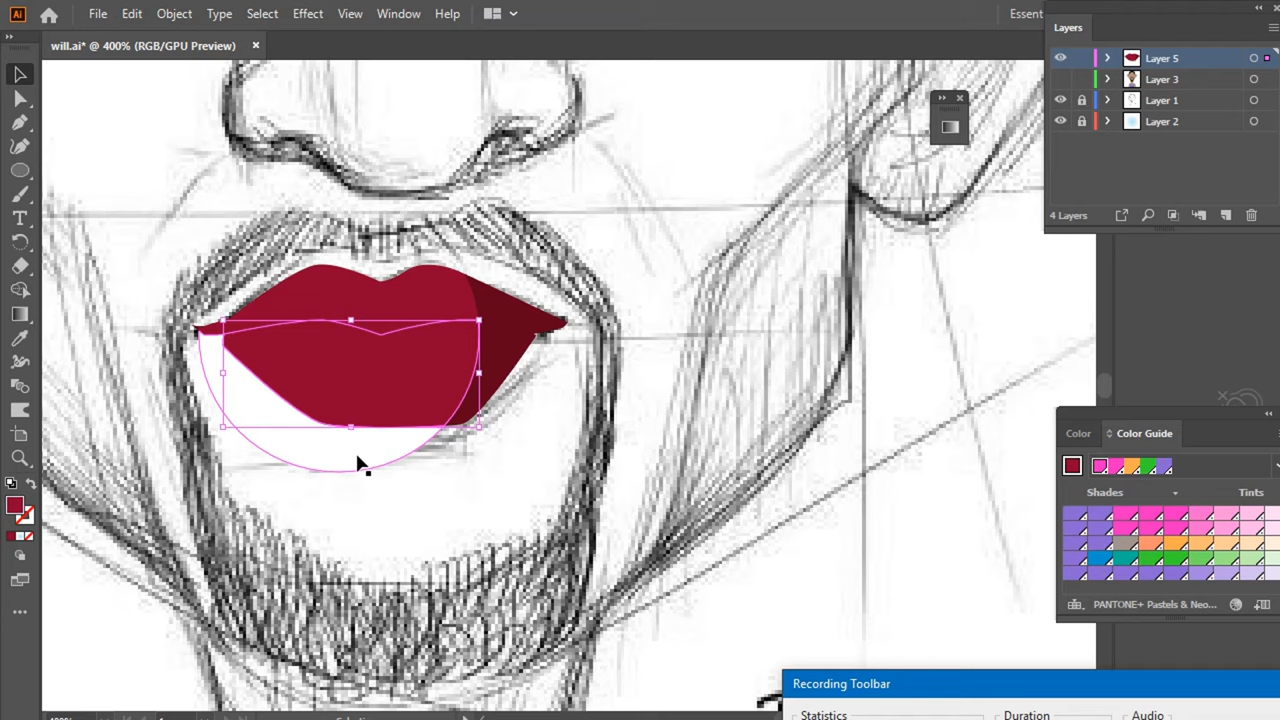 Ai File Edit Object Type Select Effect View Window Help Essent
will.ai* @ 400% (RGB/GPU Preview) ×
Layers
Layer 5
Layer 3
Layer 1
Layer 2
4 Layers
Color Color Guide
Shades Tints
PANTONE+ Pastels & Neo...
Recording Toolbar
Statistics Duration Audio